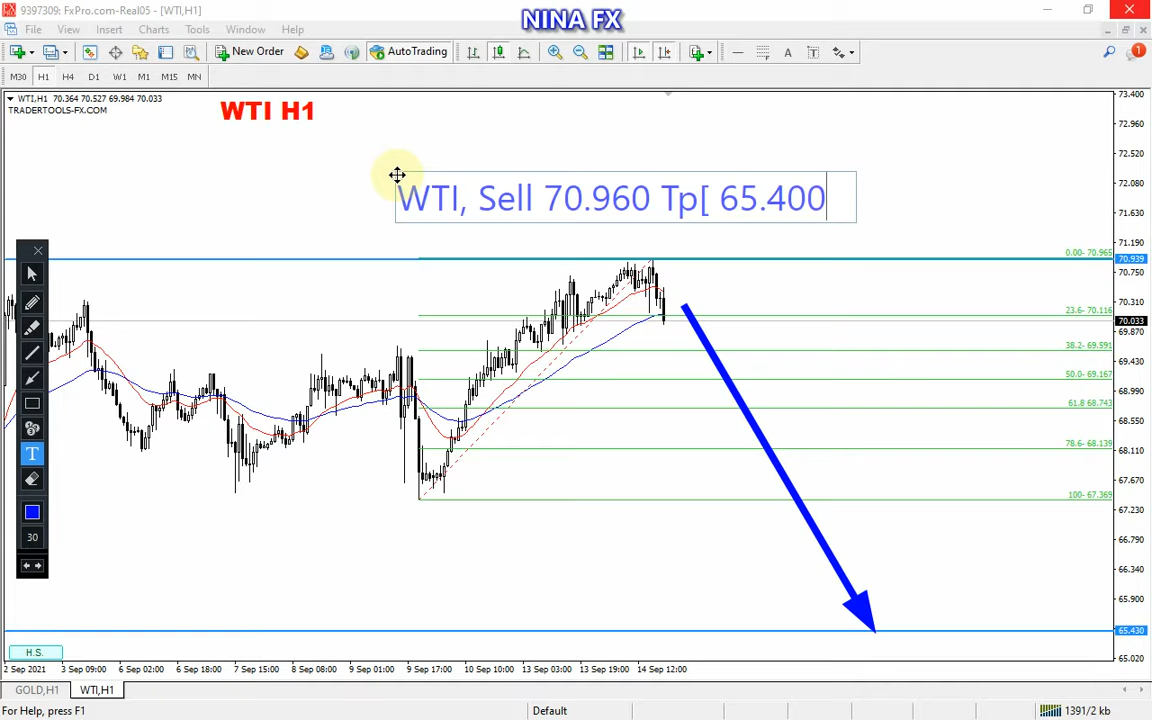 9397309: FxPro.com-Real05 - [WTI,H1]
NINA FX
File View Insert Charts Tools Window Help
New Order AutoTrading
1
M30 H1 H4 D1 W1 M1 M15 MN
WTI,H1 70.364 70.527 69.984 70.033
TRADERTOOLS-FX.COM
WTI H1
WTI, Sell 70.960 Tp[ 65.400
73.400
72.960
72.520
72.080
71.630
71.190
0.00- 70.965
70.939
70.750
70.310
23.6- 70.116
70.033
69.870
38.2- 69.591
69.430
50.0- 69.167
68.990
61.8 68.743
68.550
78.6- 68.139
68.110
67.670
100- 67.369
67.230
66.790
66.340
65.900
65.430
65.020
T
30
H.S.
2 Sep 2021 3 Sep 09:00 6 Sep 02:00 6 Sep 18:00 7 Sep 15:00 8 Sep 08:00 9 Sep 01:00 9 Sep 17:00 10 Sep 10:00 13 Sep 03:00 13 Sep 19:00 14 Sep 12:00
GOLD,H1 WTI,H1
For Help, press F1 Default 1391/2 kb